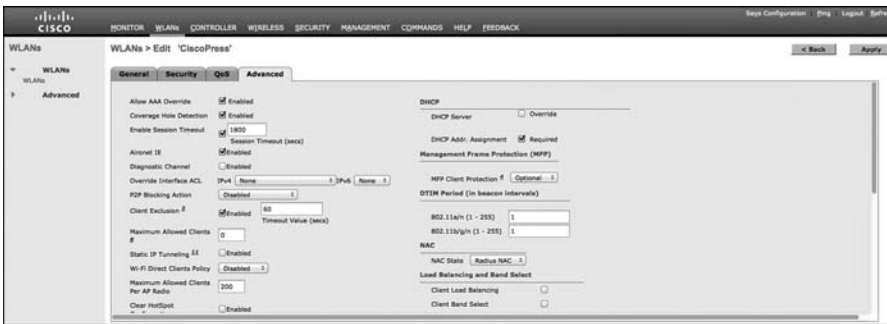 Save Configuration Ping Logout Refre
CISCO
MONITOR WLANs CONTROLLER WIRELESS SECURITY MANAGEMENT COMMANDS HELP FEEDBACK
WLANs
WLANs
WLANs
Advanced
WLANs > Edit 'CiscoPress'
< Back Apply
General Security QoS Advanced
Allow AAA Override Enabled
Coverage Hole Detection Enabled
Enable Session Timeout 1800
Session Timeout (secs)
Aironet IE Enabled
Diagnostic Channel Enabled
Override Interface ACL IPv4 None IPv6 None
P2P Blocking Action Disabled
Client Exclusion 3 Enabled 60
Timeout Value (secs)
Maximum Allowed Clients 0
Static IP Tunneling 11 Enabled
Wi-Fi Direct Clients Policy Disabled
Maximum Allowed Clients
Per AP Radio 200
Clear HotSpot Enabled
DHCP
DHCP Server Override
DHCP Addr. Assignment Required
Management Frame Protection (MFP)
MFP Client Protection Optional
DTIM Period (in beacon intervals)
802.11a/n (1 - 255) 1
802.11b/g/n (1 - 255) 1
NAC
NAC State Radius NAC
Load Balancing and Band Select
Client Load Balancing
Client Band Select